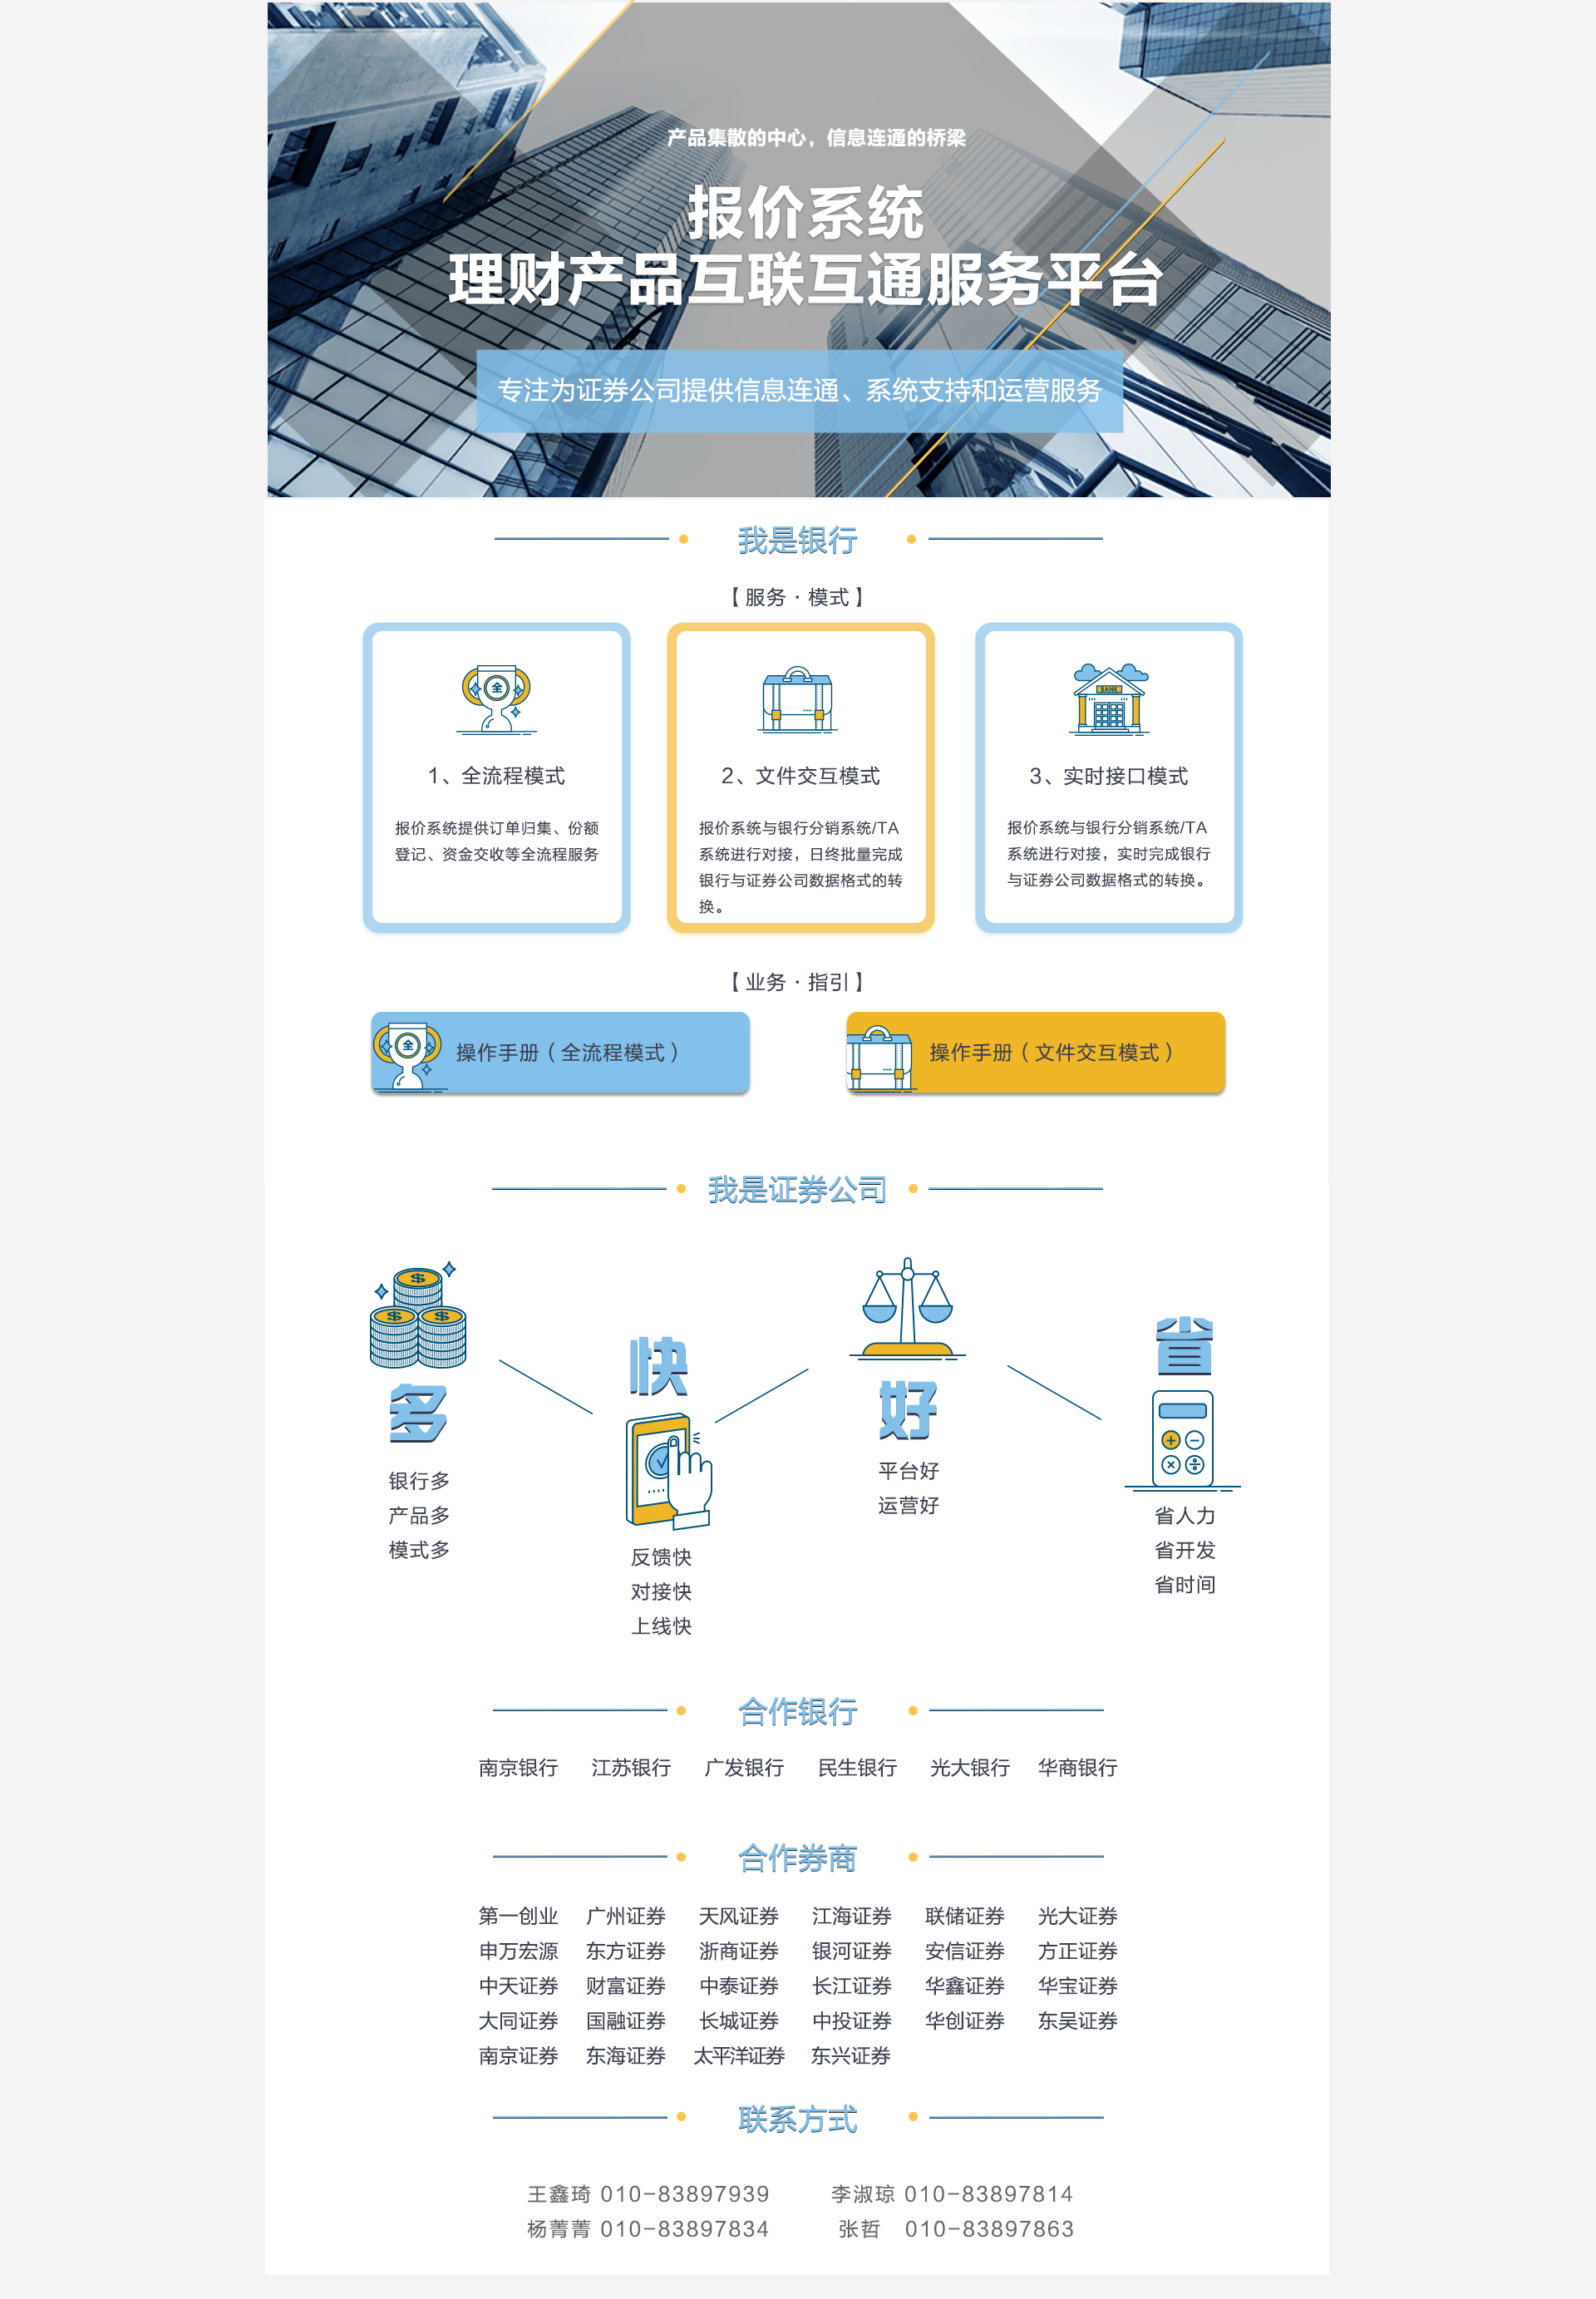 产品集散的中心，信息连通的桥梁
报价系统
理财产品互联互通服务平台
专注为证券公司提供信息连通、系统支持和运营服务
我是银行
【 服务 · 模式 】
全
1、全流程模式
报价系统提供订单归集、份额
登记、资金交收等全流程服务
2、文件交互模式
报价系统与银行分销系统/TA
系统进行对接，日终批量完成
银行与证券公司数据格式的转
换。
BANK
3、实时接口模式
报价系统与银行分销系统/TA
系统进行对接，实时完成银行
与证券公司数据格式的转换。
【 业务 · 指引 】
全
操作手册（全流程模式）
操作手册（文件交互模式）
我是证券公司
$
$ $
多
银行多
产品多
模式多
快
反馈快
对接快
上线快
好
平台好
运营好
省
+ −
× ÷
省人力
省开发
省时间
合作银行
南京银行 江苏银行 广发银行 民生银行 光大银行 华商银行
合作券商
第一创业 广州证券 天风证券 江海证券 联储证券 光大证券
申万宏源 东方证券 浙商证券 银河证券 安信证券 方正证券
中天证券 财富证券 中泰证券 长江证券 华鑫证券 华宝证券
大同证券 国融证券 长城证券 中投证券 华创证券 东吴证券
南京证券 东海证券 太平洋证券 东兴证券
联系方式
王鑫琦 010-83897939 李淑琼 010-83897814
杨菁菁 010-83897834 张哲 010-83897863